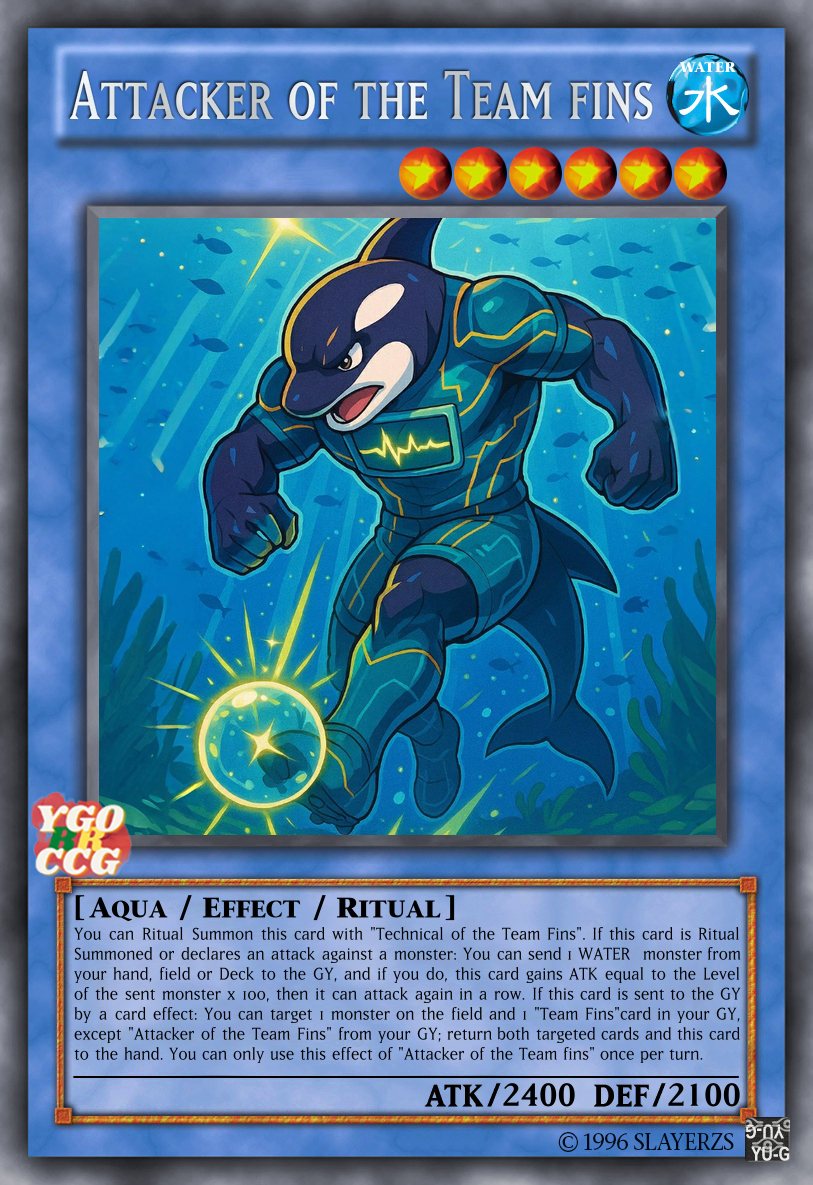 Attacker of the Team fins
WATER
水
YGO
BR
CCG
[ Aqua / Effect / Ritual ]
You can Ritual Summon this card with "Technical of the Team Fins". If this card is Ritual
Summoned or declares an attack against a monster: You can send 1 WATER monster from
your hand, field or Deck to the GY, and if you do, this card gains ATK equal to the Level
of the sent monster x 100, then it can attack again in a row. If this card is sent to the GY
by a card effect: You can target 1 monster on the field and 1 "Team Fins"card in your GY,
except "Attacker of the Team Fins" from your GY; return both targeted cards and this card
to the hand. You can only use this effect of "Attacker of the Team fins" once per turn.
ATK/2400 DEF/2100
© 1996 SLAYERZS
YU-G